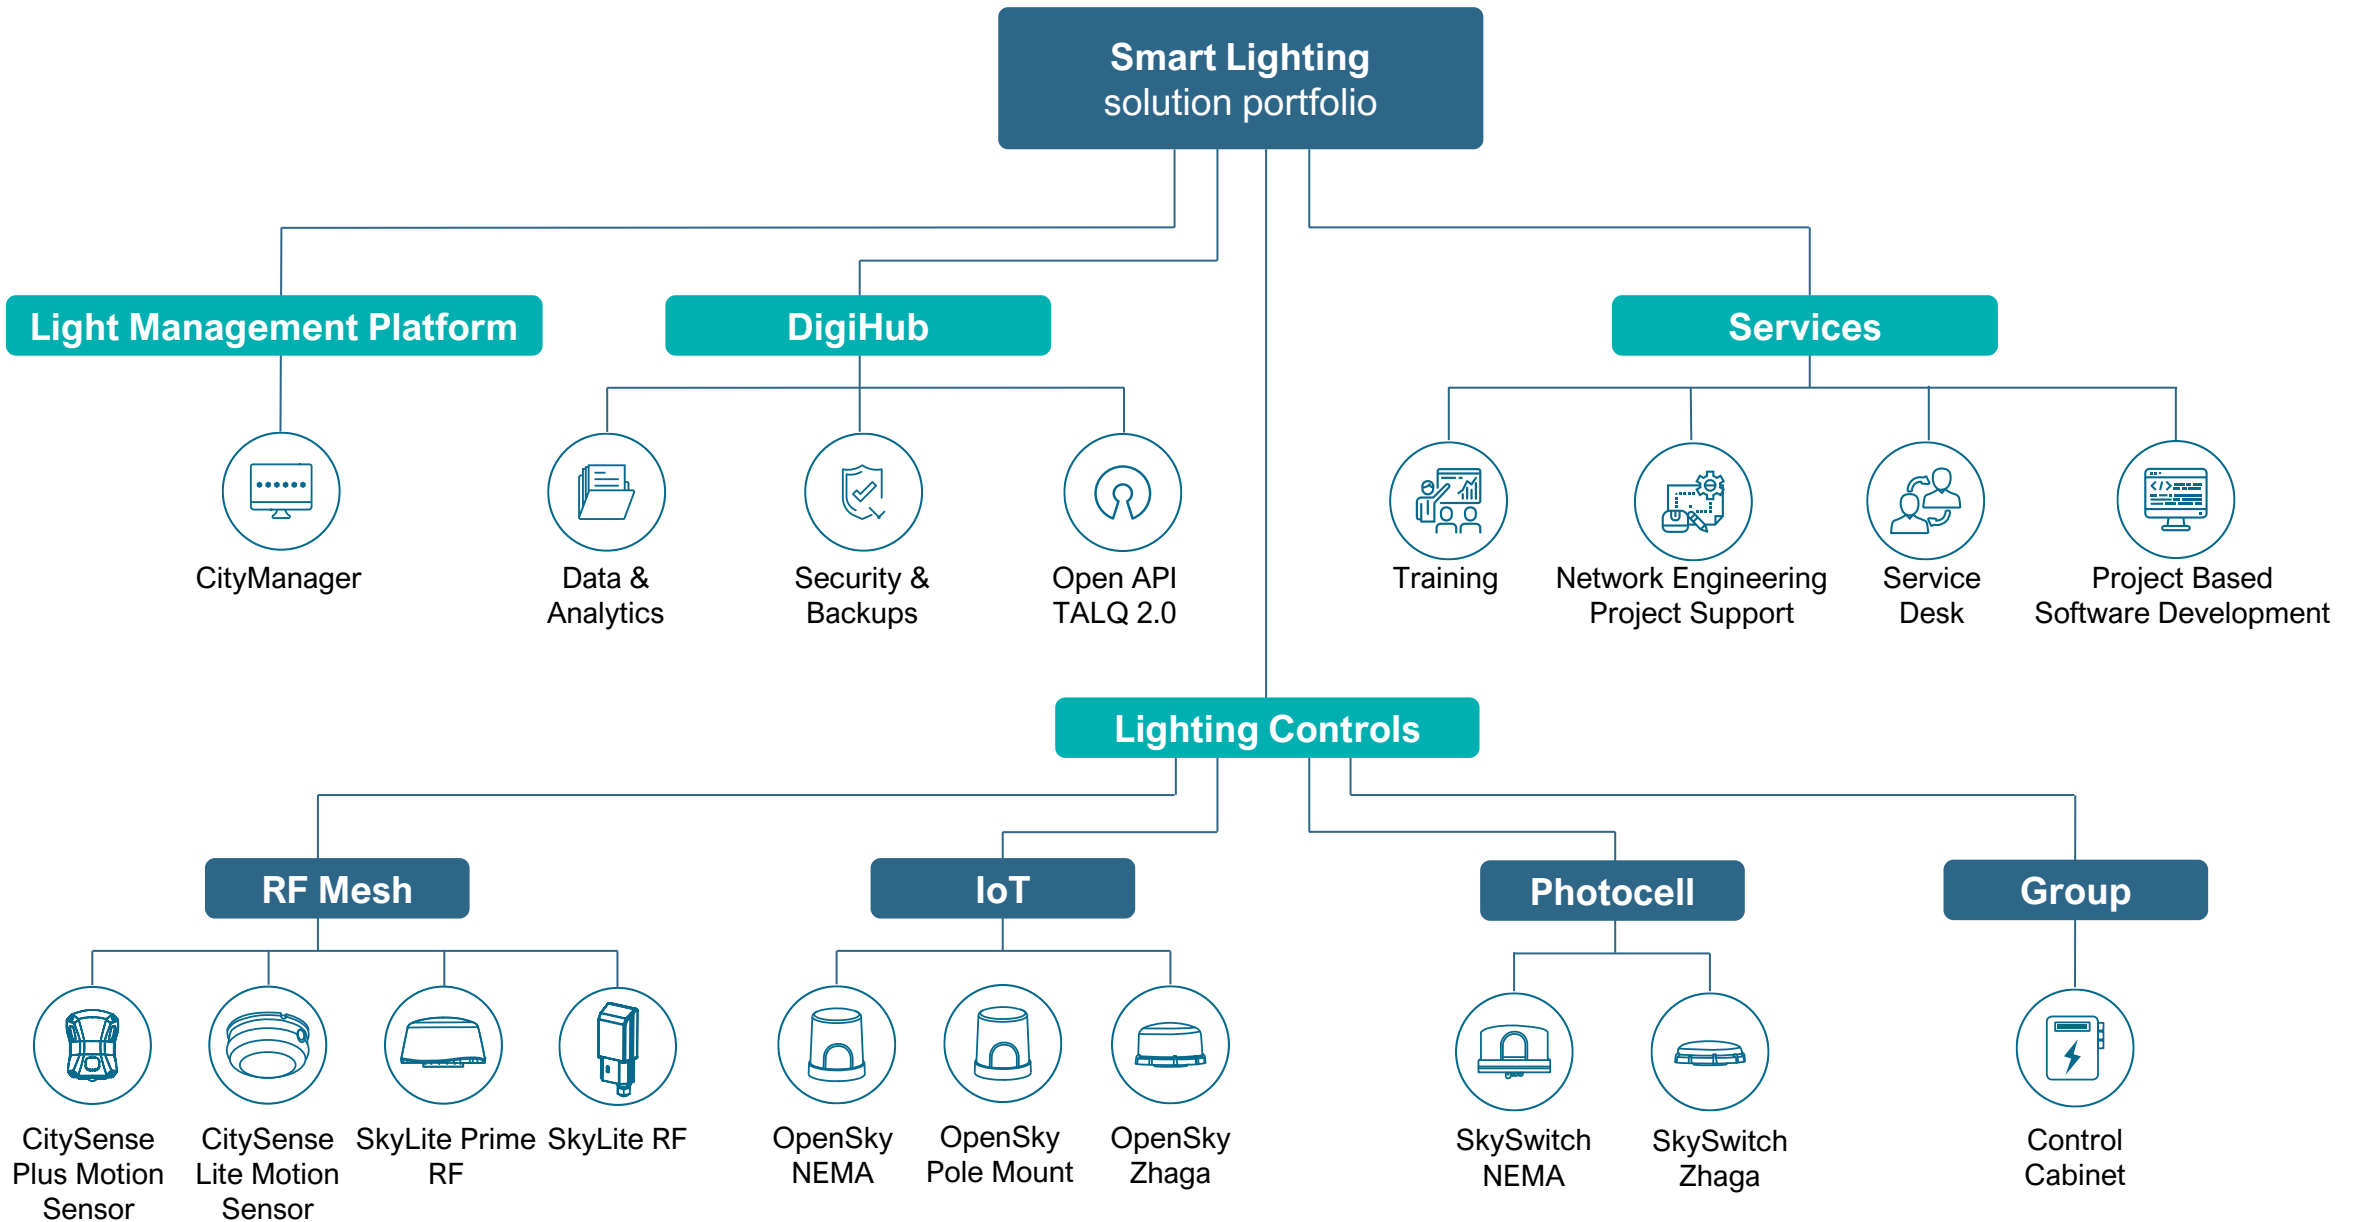 Smart Lighting
solution portfolio
Light Management Platform
DigiHub
Services
CityManager
Data &
Analytics
Security &
Backups
Open API
TALQ 2.0
Training
Network Engineering
Project Support
Service
Desk
Project Based
Software Development
Lighting Controls
RF Mesh
IoT
Photocell
Group
CitySense
Plus Motion
Sensor
CitySense
Lite Motion
Sensor
SkyLite Prime
RF
SkyLite RF
OpenSky
NEMA
OpenSky
Pole Mount
OpenSky
Zhaga
SkySwitch
NEMA
SkySwitch
Zhaga
Control
Cabinet